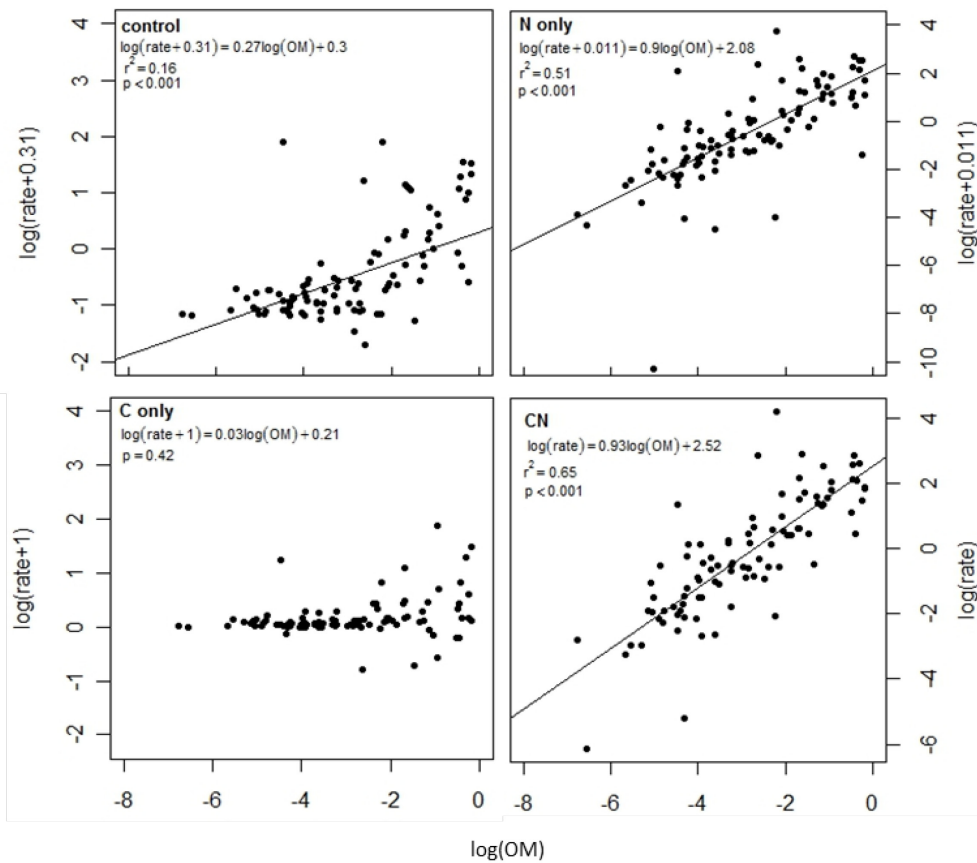 control
log(rate+0.31)=0.27log(OM)+0.3
r²=0.16
p<0.001
4
3
2
1
0
-1
-2
log(rate+0.31)
N only
log(rate+0.011)=0.9log(OM)+2.08
r²=0.51
p<0.001
4
2
0
-2
-4
-6
-8
-10
log(rate+0.011)
C only
log(rate+1)=0.03log(OM)+0.21
p=0.42
4
3
2
1
0
-1
-2
log(rate+1)
-8 -6 -4 -2 0
CN
log(rate)=0.93log(OM)+2.52
r²=0.65
p<0.001
4
2
0
-2
-4
-6
log(rate)
-8 -6 -4 -2 0
log(OM)